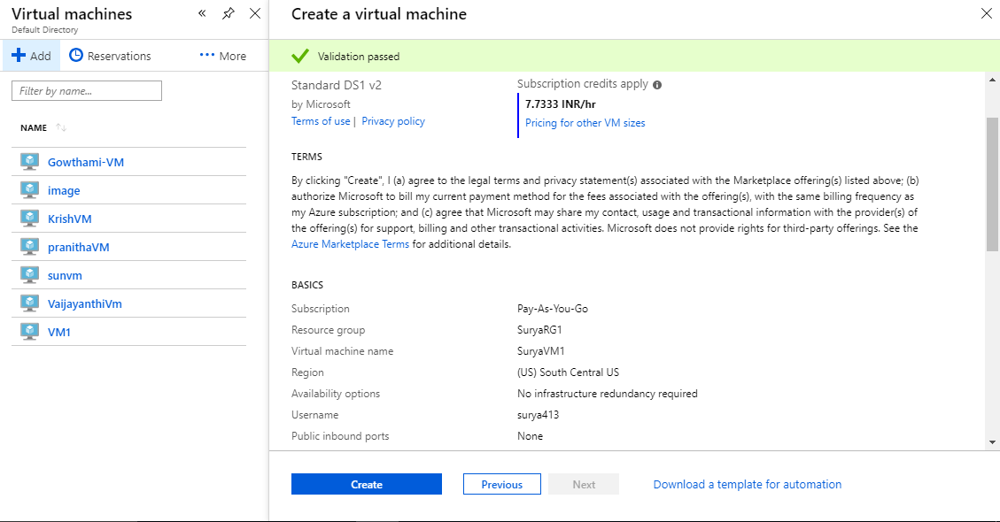 Virtual machines
Default Directory
Add
Reservations
More
Filter by name...
NAME
Gowthami-VM
image
KrishVM
pranithaVM
sunvm
VaijayanthiVm
VM1
Create a virtual machine
Validation passed
Standard DS1 v2
by Microsoft
Terms of use | Privacy policy
Subscription credits apply
7.7333 INR/hr
Pricing for other VM sizes
TERMS
By clicking "Create", I (a) agree to the legal terms and privacy statement(s) associated with the Marketplace offering(s) listed above; (b)
authorize Microsoft to bill my current payment method for the fees associated with the offering(s), with the same billing frequency as
my Azure subscription; and (c) agree that Microsoft may share my contact, usage and transactional information with the provider(s) of
the offering(s) for support, billing and other transactional activities. Microsoft does not provide rights for third-party offerings. See the
Azure Marketplace Terms for additional details.
BASICS
Subscription Pay-As-You-Go
Resource group SuryaRG1
Virtual machine name SuryaVM1
Region (US) South Central US
Availability options No infrastructure redundancy required
Username surya413
Public inbound ports None
Create Previous Next Download a template for automation